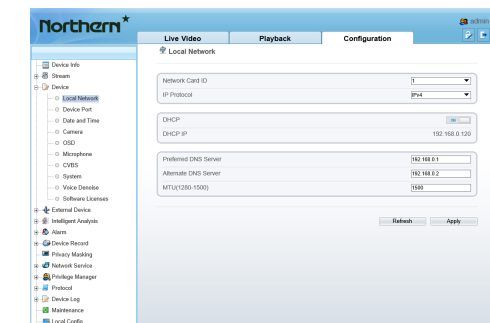 Northern
admin
Live Video
Playback
Configuration
Local Network
Device Info
Stream
Device
Local Network
Device Port
Date and Time
Camera
OSD
Microphone
CVBS
System
Voice Denoise
Software Licenses
External Device
Intelligent Analysis
Alarm
Device Record
Privacy Masking
Network Service
Privilege Manager
Protocol
Device Log
Maintenance
Local Config
Network Card ID
1
IP Protocol
IPv4
DHCP
DHCP IP
192.168.0.120
Preferred DNS Server
192.168.0.1
Alternate DNS Server
192.168.0.2
MTU(1280-1500)
1500
Refresh
Apply